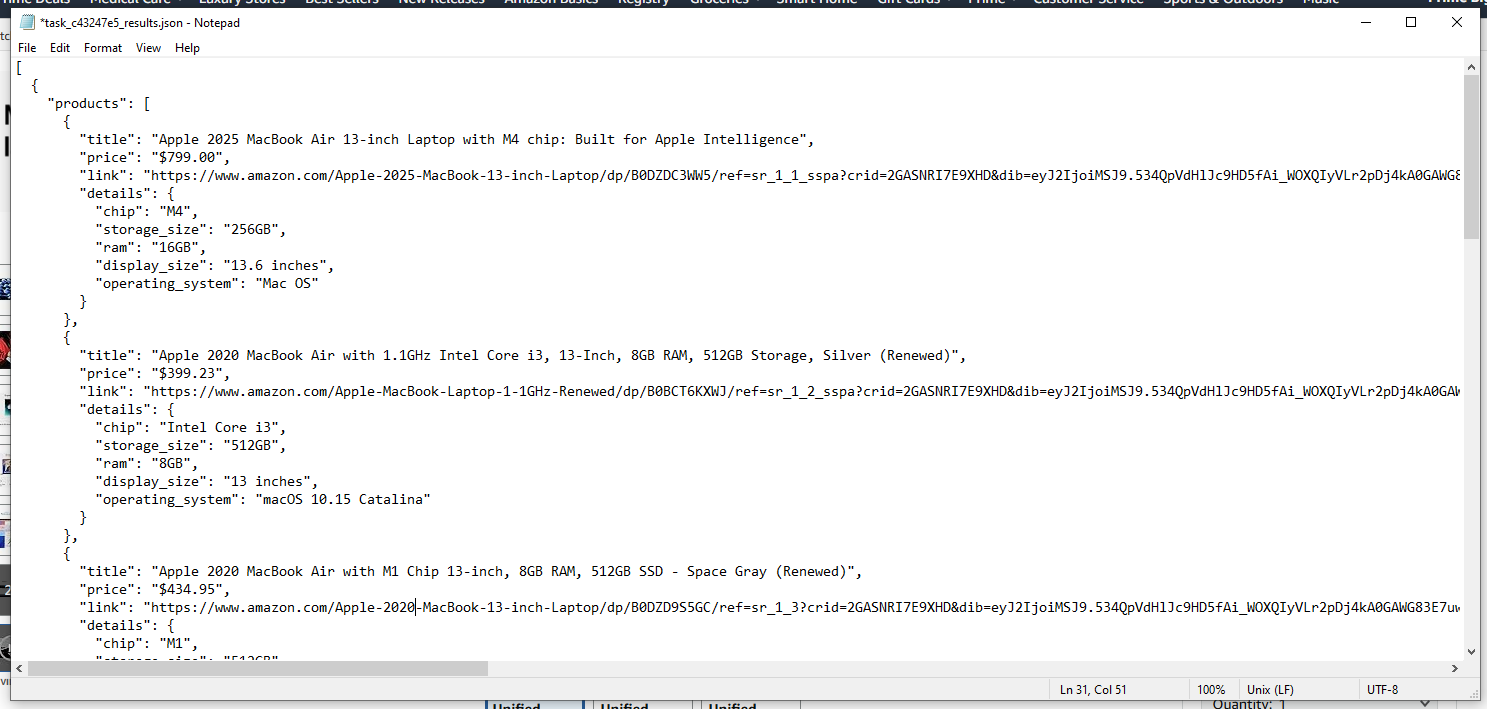 *task_c43247e5_results.json - Notepad
File Edit Format View Help
[
{
"products": [
{
"title": "Apple 2025 MacBook Air 13-inch Laptop with M4 chip: Built for Apple Intelligence",
"price": "$799.00",
"link": "https://www.amazon.com/Apple-2025-MacBook-13-inch-Laptop/dp/B0DZDC3WW5/ref=sr_1_1_sspa?crid=2GASNRI7E9XHD&dib=eyJ2IjoiMSJ9.534QpVdHlJc9HD5fAi_WOXQIyVLr2pDj4kA0GAWG8
"details": {
"chip": "M4",
"storage_size": "256GB",
"ram": "16GB",
"display_size": "13.6 inches",
"operating_system": "Mac OS"
}
},
{
"title": "Apple 2020 MacBook Air with 1.1GHz Intel Core i3, 13-Inch, 8GB RAM, 512GB Storage, Silver (Renewed)",
"price": "$399.23",
"link": "https://www.amazon.com/Apple-MacBook-Laptop-1-1GHz-Renewed/dp/B0BCT6KXWJ/ref=sr_1_2_sspa?crid=2GASNRI7E9XHD&dib=eyJ2IjoiMSJ9.534QpVdHlJc9HD5fAi_WOXQIyVLr2pDj4kA0GAW
"details": {
"chip": "Intel Core i3",
"storage_size": "512GB",
"ram": "8GB",
"display_size": "13 inches",
"operating_system": "macOS 10.15 Catalina"
}
},
{
"title": "Apple 2020 MacBook Air with M1 Chip 13-inch, 8GB RAM, 512GB SSD - Space Gray (Renewed)",
"price": "$434.95",
"link": "https://www.amazon.com/Apple-2020-MacBook-13-inch-Laptop/dp/B0DZD9S5GC/ref=sr_1_3?crid=2GASNRI7E9XHD&dib=eyJ2IjoiMSJ9.534QpVdHlJc9HD5fAi_WOXQIyVLr2pDj4kA0GAWG83E7uw
"details": {
"chip": "M1",
"storage_size": "512GB"
Ln 31, Col 51 100% Unix (LF) UTF-8
Unified Unified Unified Quantity: 1